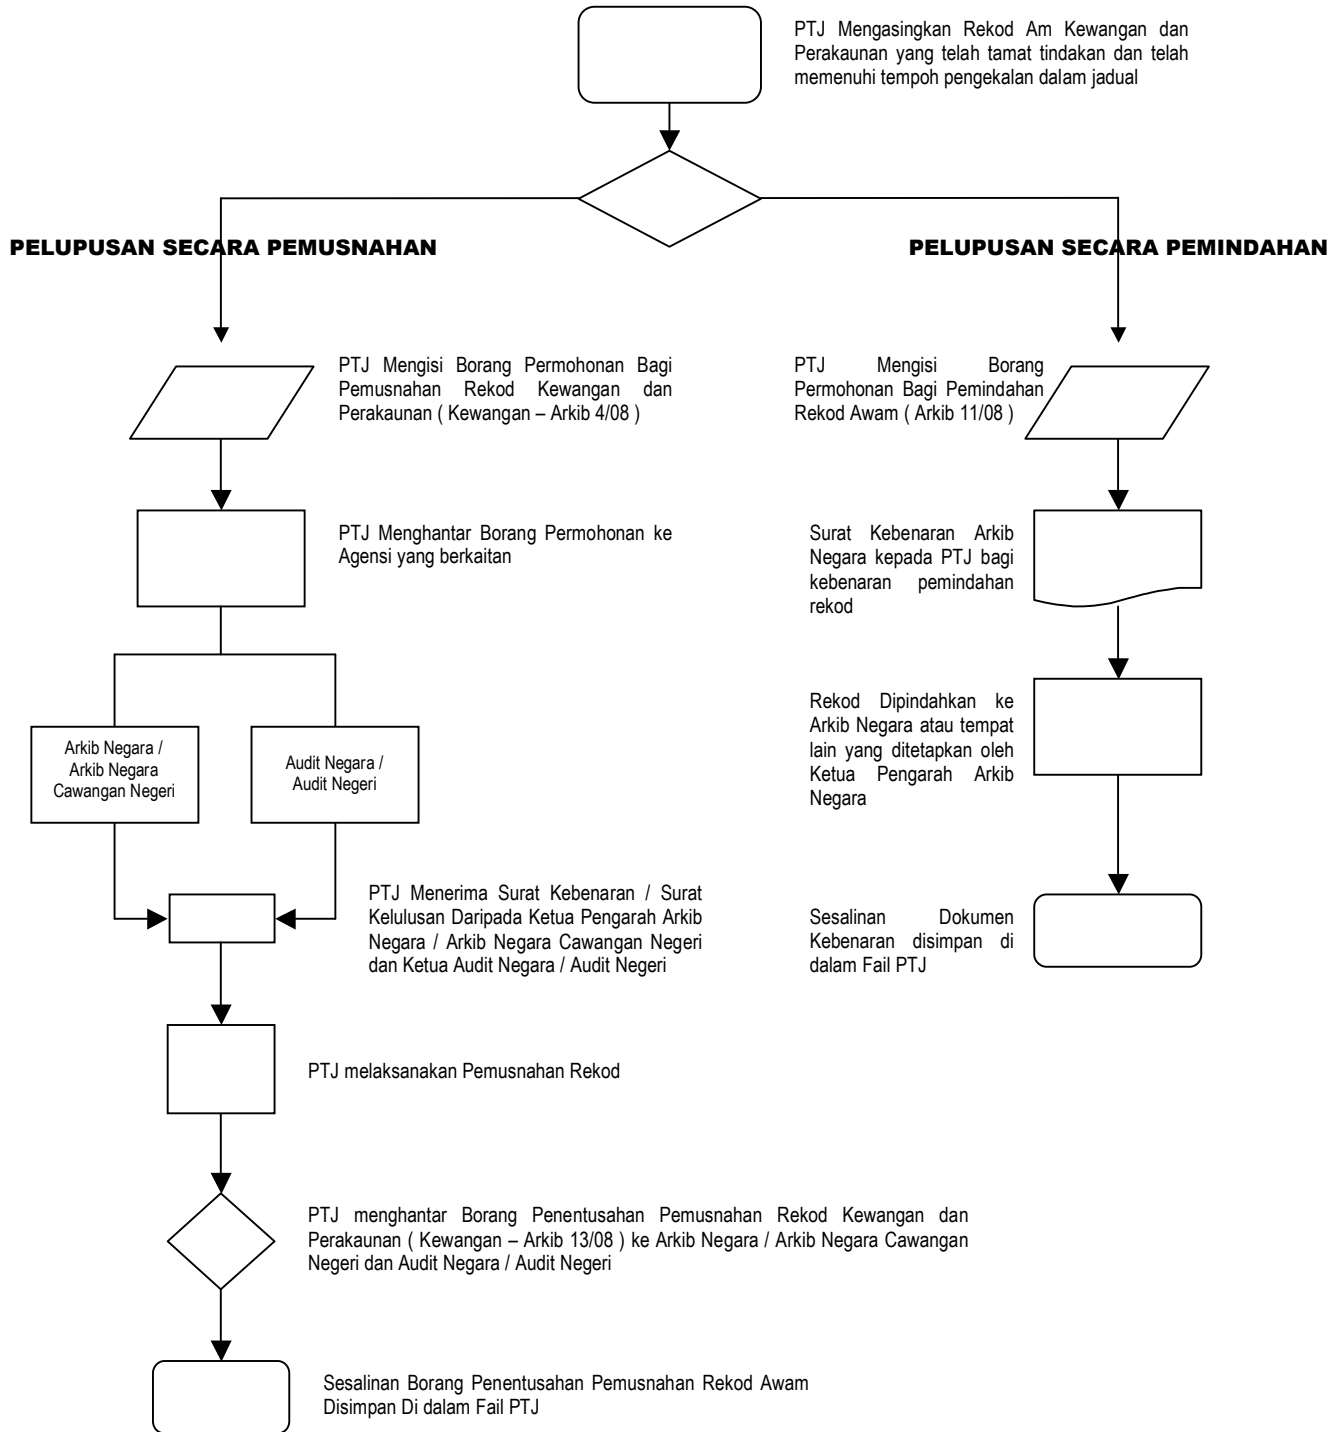 PTJ Mengasingkan Rekod Am Kewangan dan
Perakaunan yang telah tamat tindakan dan telah
memenuhi tempoh pengekalan dalam jadual
PELUPUSAN SECARA PEMUSNAHAN
PELUPUSAN SECARA PEMINDAHAN
PTJ Mengisi Borang Permohonan Bagi
Pemusnahan Rekod Kewangan dan
Perakaunan ( Kewangan – Arkib 4/08 )
PTJ Mengisi Borang
Permohonan Bagi Pemindahan
Rekod Awam ( Arkib 11/08 )
PTJ Menghantar Borang Permohonan ke
Agensi yang berkaitan
Surat Kebenaran Arkib
Negara kepada PTJ bagi
kebenaran pemindahan
rekod
Arkib Negara /
Arkib Negara
Cawangan Negeri
Audit Negara /
Audit Negeri
Rekod Dipindahkan ke
Arkib Negara atau tempat
lain yang ditetapkan oleh
Ketua Pengarah Arkib
Negara
PTJ Menerima Surat Kebenaran / Surat
Kelulusan Daripada Ketua Pengarah Arkib
Negara / Arkib Negara Cawangan Negeri
dan Ketua Audit Negara / Audit Negeri
Sesalinan Dokumen
Kebenaran disimpan di
dalam Fail PTJ
PTJ melaksanakan Pemusnahan Rekod
PTJ menghantar Borang Penentusahan Pemusnahan Rekod Kewangan dan
Perakaunan ( Kewangan – Arkib 13/08 ) ke Arkib Negara / Arkib Negara Cawangan
Negeri dan Audit Negara / Audit Negeri
Sesalinan Borang Penentusahan Pemusnahan Rekod Awam
Disimpan Di dalam Fail PTJ